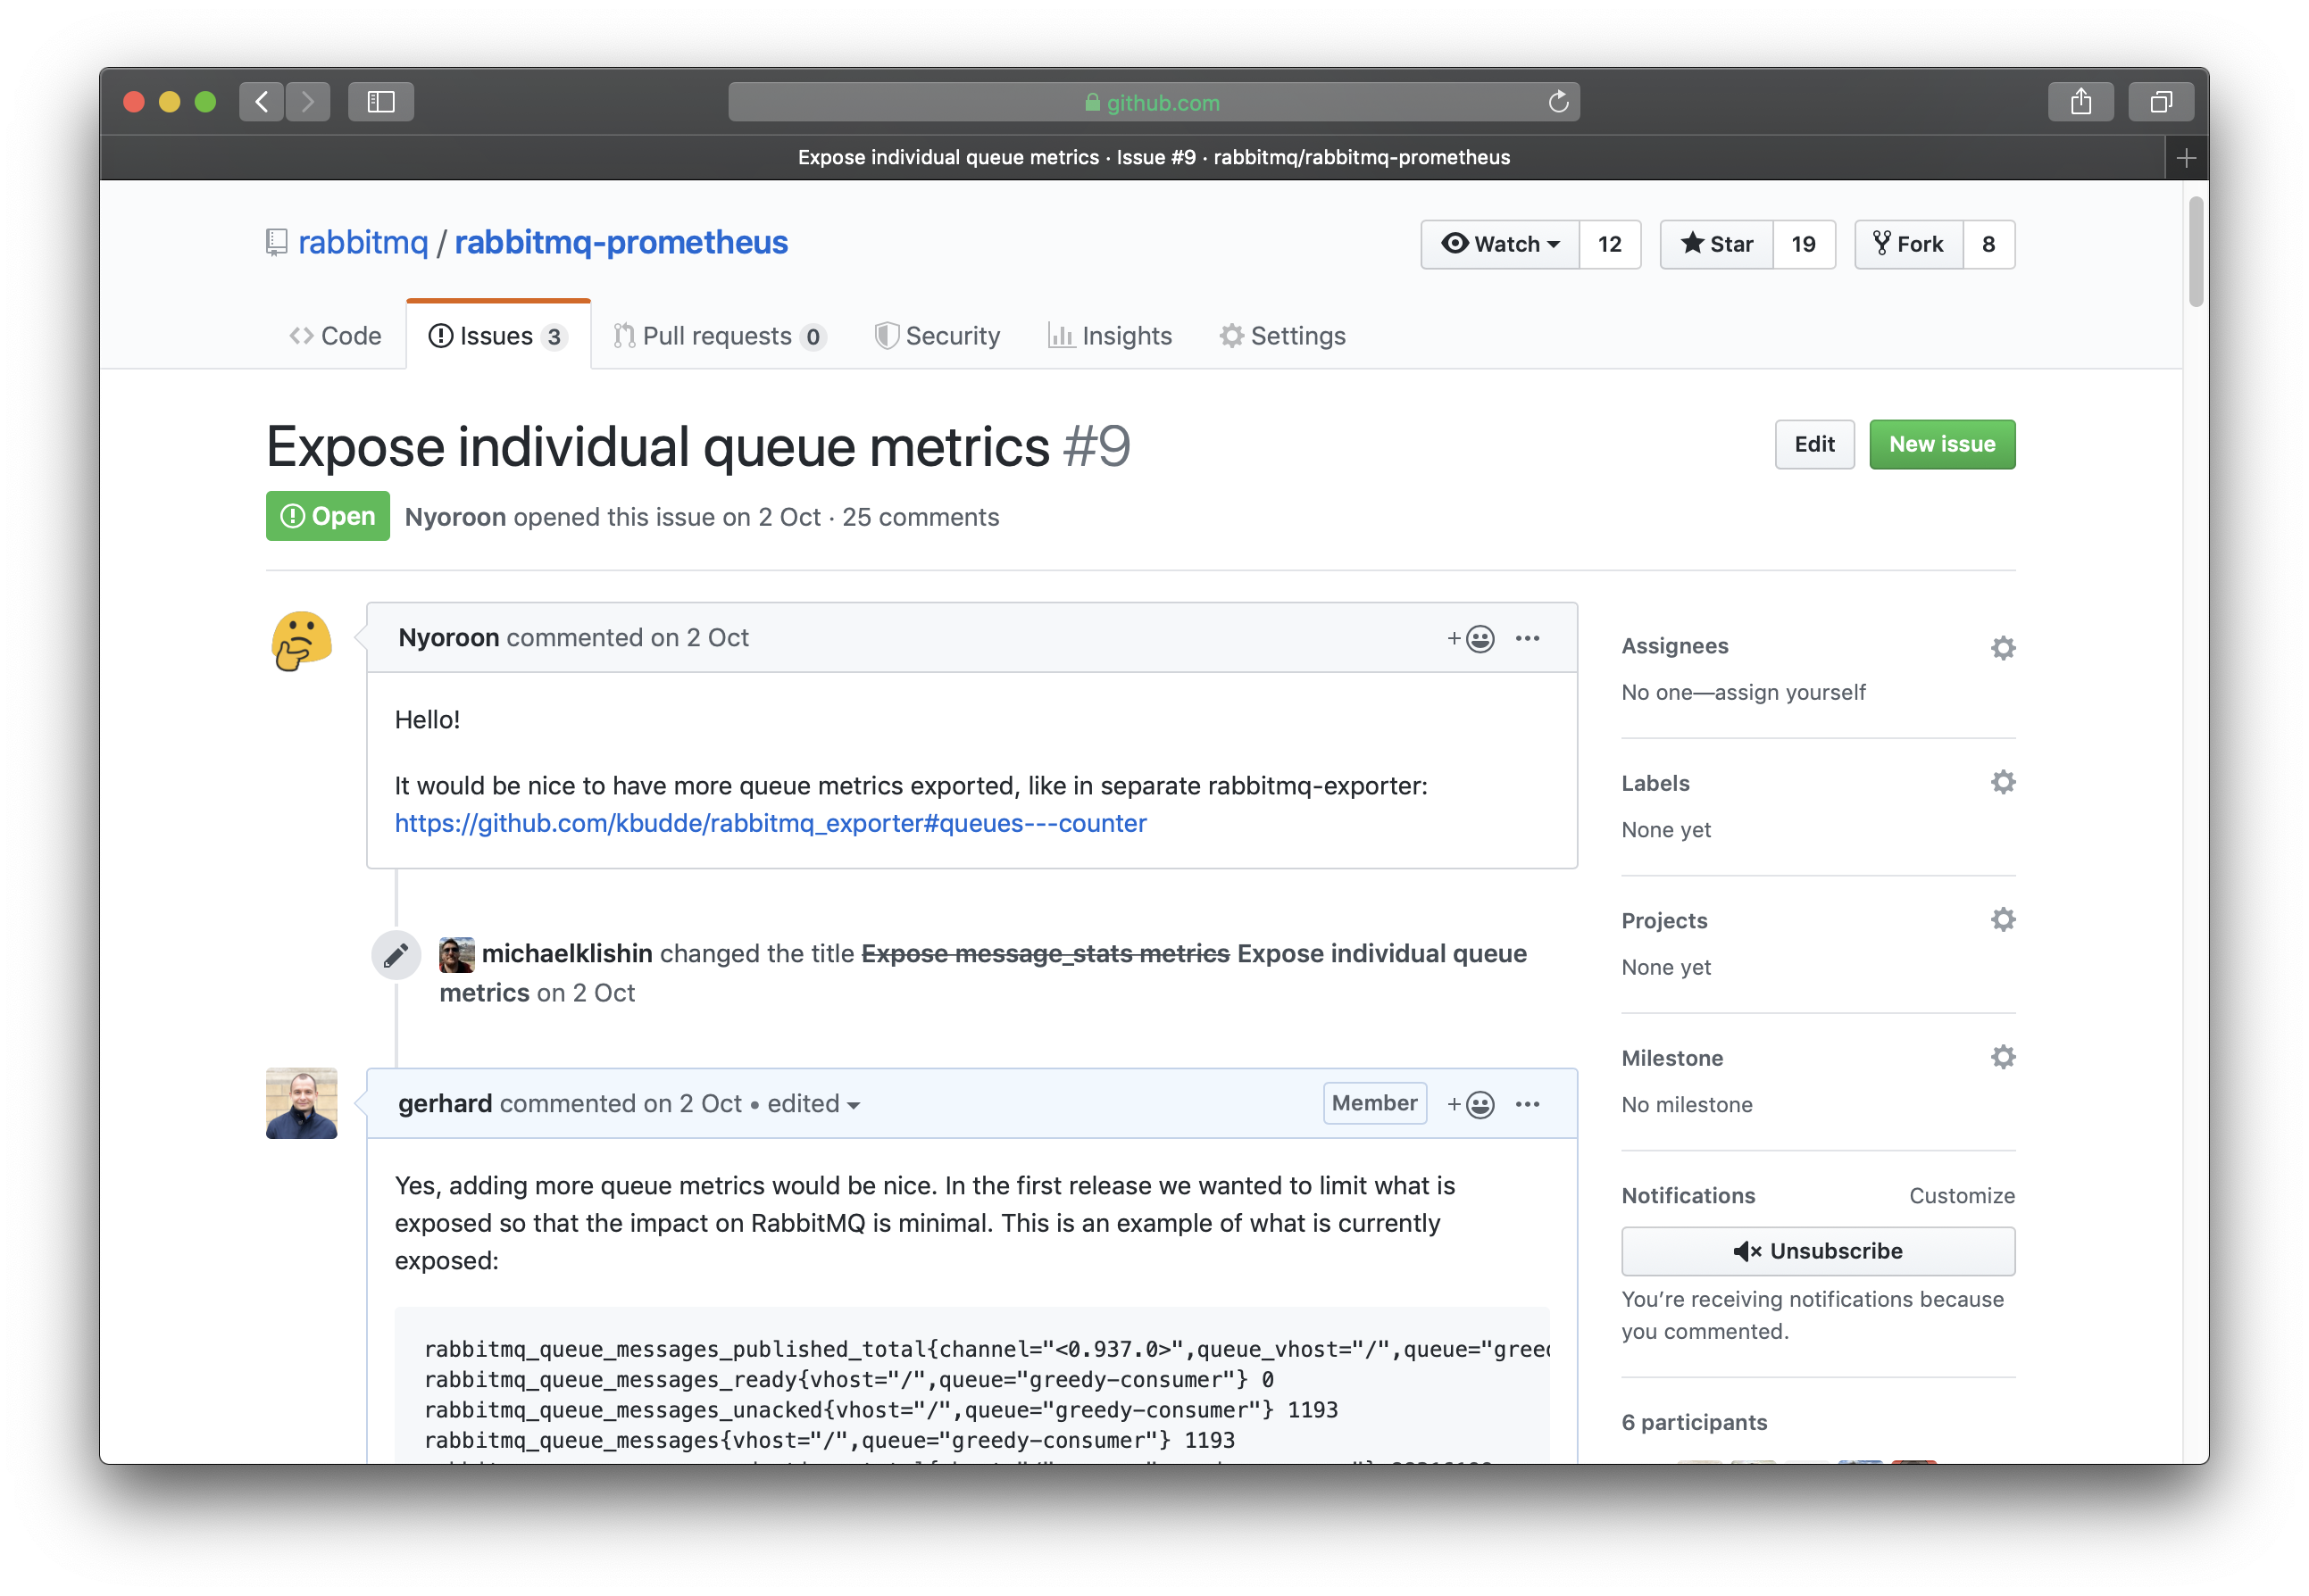 github.com
Expose individual queue metrics · Issue #9 · rabbitmq/rabbitmq-prometheus
rabbitmq / rabbitmq-prometheus
Watch 12
Star 19
Fork 8
Code
Issues 3
Pull requests 0
Security
Insights
Settings
Expose individual queue metrics #9
Edit
New issue
Open
Nyoroon opened this issue on 2 Oct · 25 comments
Nyoroon commented on 2 Oct
Hello!
It would be nice to have more queue metrics exported, like in separate rabbitmq-exporter:
https://github.com/kbudde/rabbitmq_exporter#queues---counter
michaelklishin changed the title Expose message_stats metrics Expose individual queue
metrics on 2 Oct
gerhard commented on 2 Oct • edited
Member
Yes, adding more queue metrics would be nice. In the first release we wanted to limit what is
exposed so that the impact on RabbitMQ is minimal. This is an example of what is currently
exposed:
rabbitmq_queue_messages_published_total{channel="<0.937.0>",queue_vhost="/",queue="gree
rabbitmq_queue_messages_ready{vhost="/",queue="greedy-consumer"} 0
rabbitmq_queue_messages_unacked{vhost="/",queue="greedy-consumer"} 1193
rabbitmq_queue_messages{vhost="/",queue="greedy-consumer"} 1193
Assignees
No one—assign yourself
Labels
None yet
Projects
None yet
Milestone
No milestone
Notifications
Customize
Unsubscribe
You're receiving notifications because
you commented.
6 participants